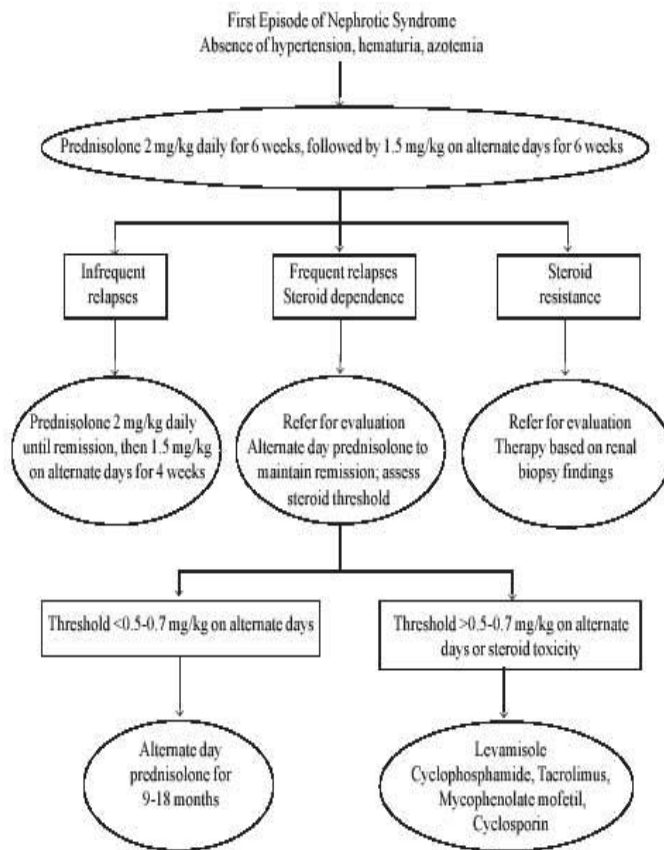 First Episode of Nephrotic Syndrome
Absence of hypertension, hematuria, azotemia
Prednisolone 2 mg/kg daily for 6 weeks, followed by 1.5 mg/kg on alternate days for 6 weeks
Infrequent
relapses
Frequent relapses
Steroid dependence
Steroid
resistance
Prednisolone 2 mg/kg daily
until remission, then 1.5 mg/kg
on alternate days for 4 weeks
Refer for evaluation
Alternate day prednisolone to
maintain remission; assess
steroid threshold
Refer for evaluation
Therapy based on renal
biopsy findings
Threshold <0.5-0.7 mg/kg on alternate days
Threshold >0.5-0.7 mg/kg on alternate
days or steroid toxicity
Alternate day
prednisolone for
9-18 months
Levamisole
Cyclophosphamide, Tacrolimus,
Mycophenolate mofetil,
Cyclosporin